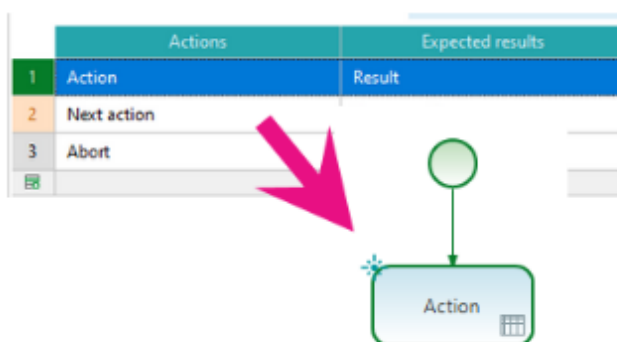 Actions Expected results
1 Action Result
2 Next action
3 Abort
Action